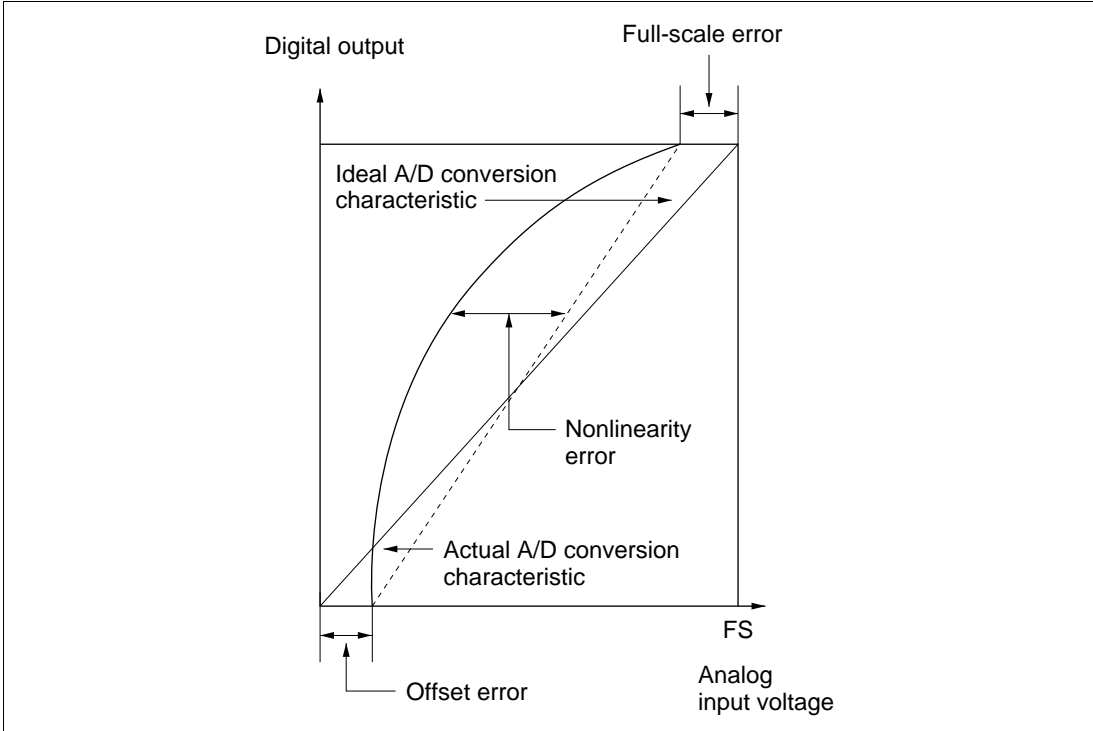 Full-scale error
Digital output
Ideal A/D conversion
characteristic
Nonlinearity
error
Actual A/D conversion
characteristic
FS
Offset error
Analog
input voltage